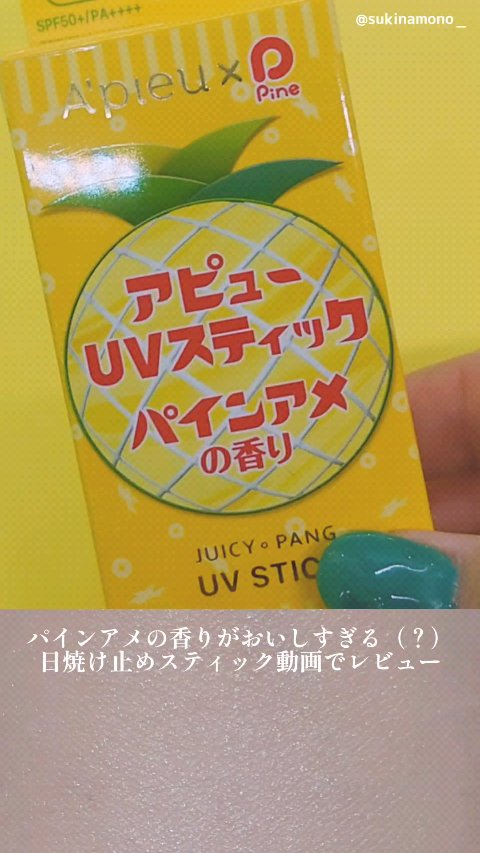 @sukinamono_
SPF50+/PA++++
A'pieu×
Pine
アピュー
UVスティック
パインアメ
の香り
JUICY∘PANG
UV STIC
パインアメの香りがおいしすぎる（？）
日焼け止めスティック動画でレビュー